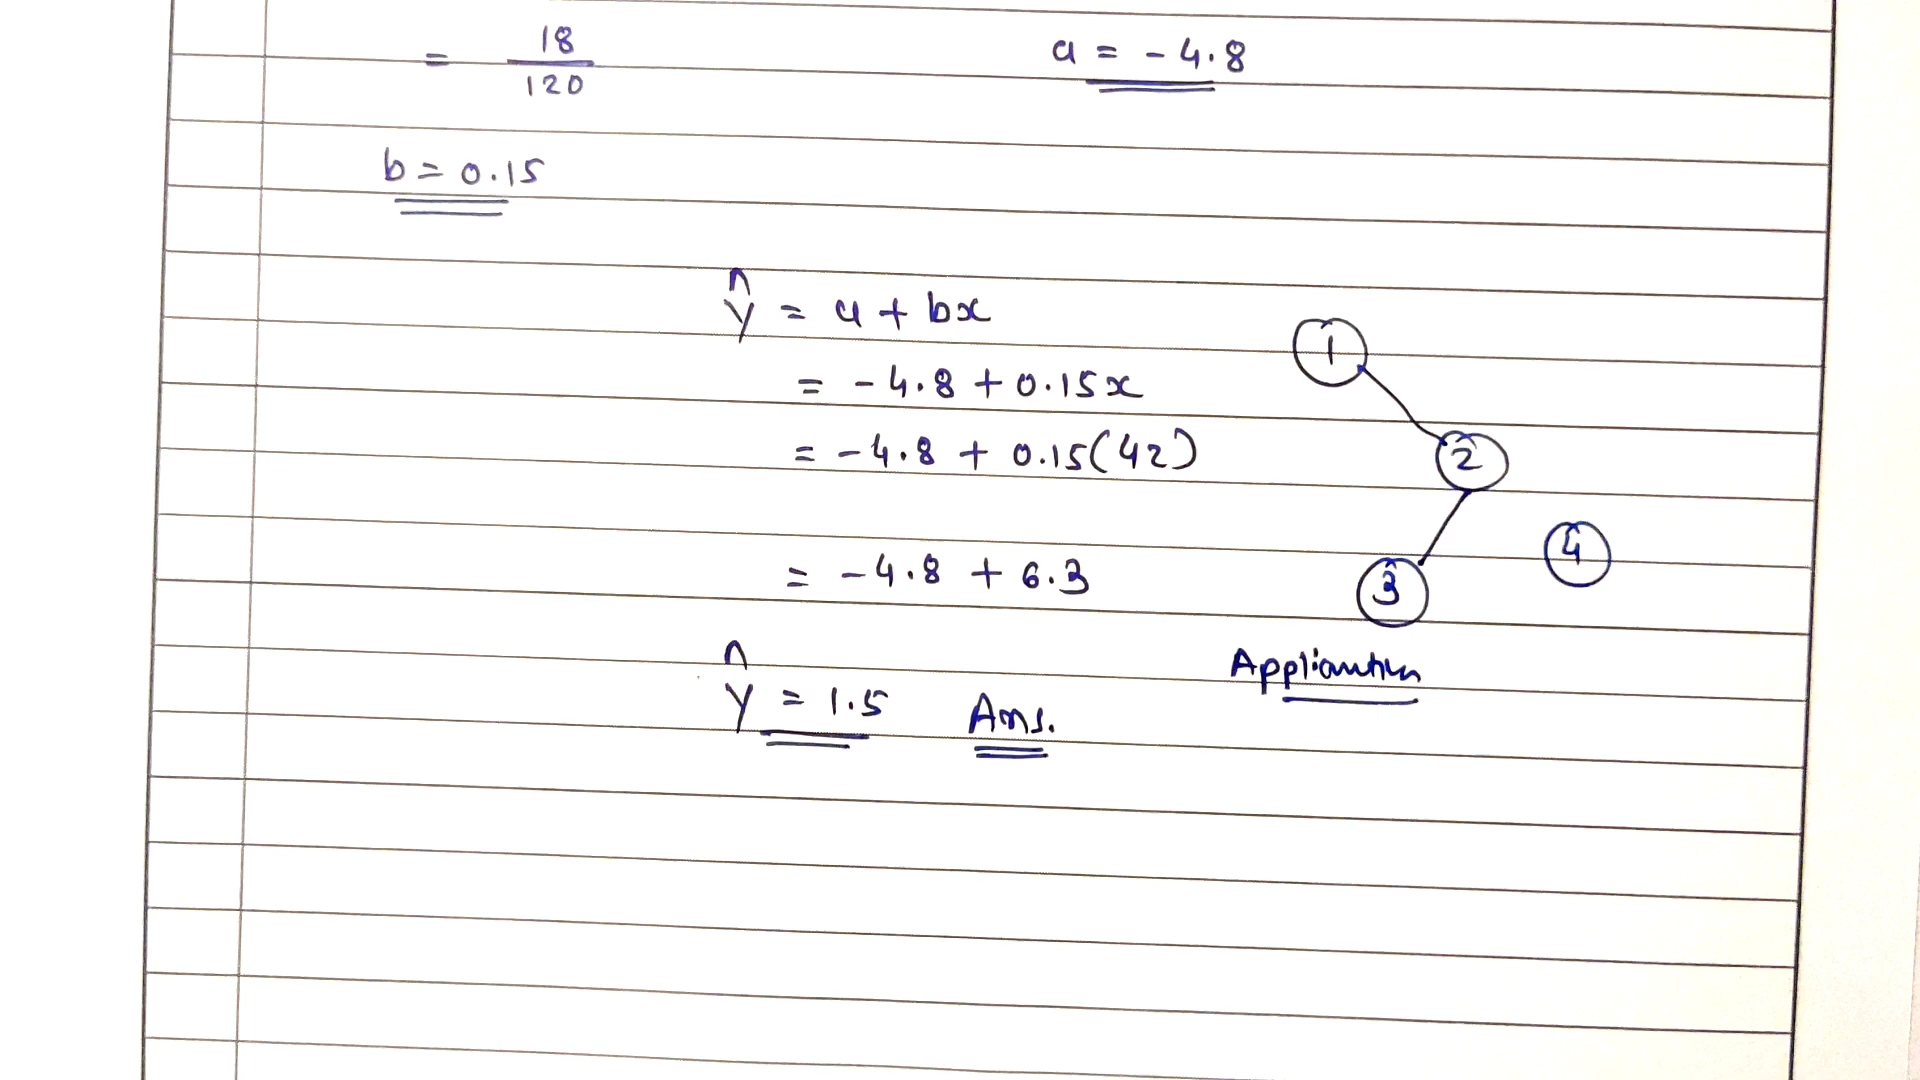 = 18/120
a = -4.8
b = 0.15
ŷ = a + bx
= -4.8 + 0.15x
= -4.8 + 0.15(42)
= -4.8 + 6.3
ŷ = 1.5 Ans.
1
2
3
4